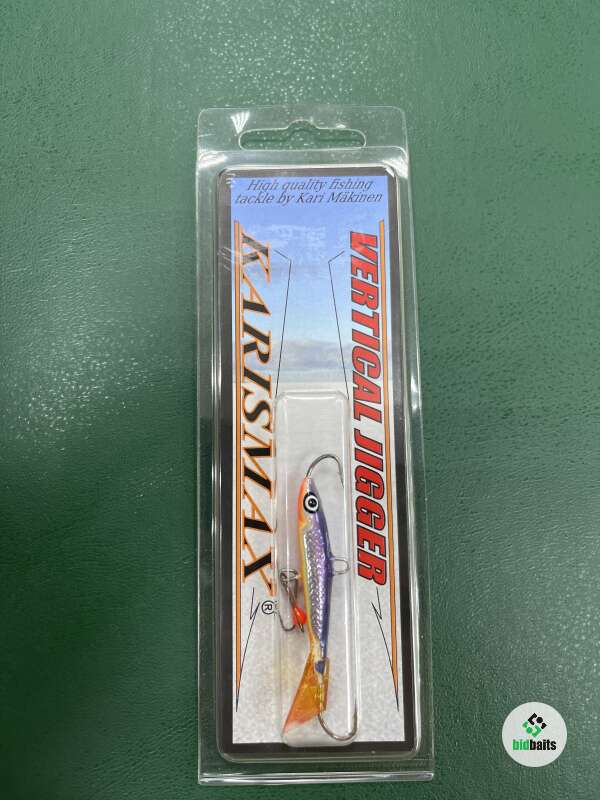 High quality fishing
tackle by Kari Mäkinen
KARISMAX®
VERTICAL JIGGER
bidbaits